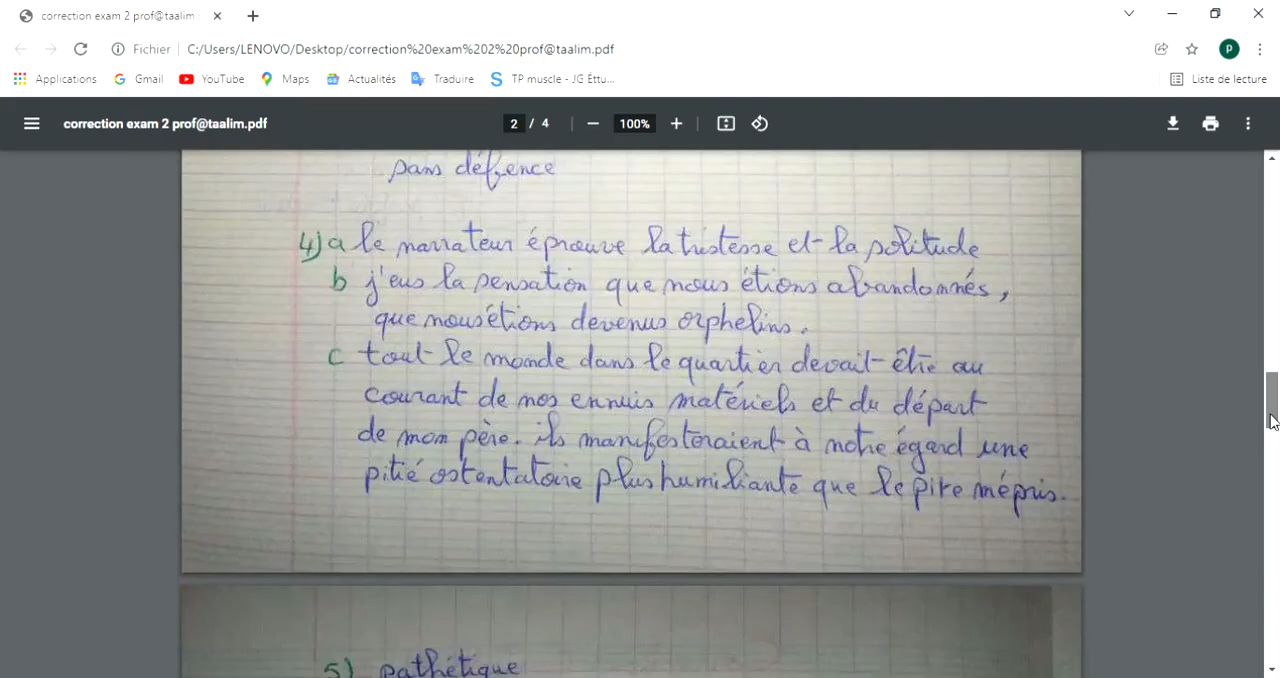 correction exam 2 prof@taalim
Fichier
C:/Users/LENOVO/Desktop/correction%20exam%202%20prof@taalim.pdf
P
Applications
Gmail
YouTube
Maps
Actualités
Traduire
TP muscle - JG Éttu...
Liste de lecture
correction exam 2 prof@taalim.pdf
2 / 4
100%
sans défence
4) a le narrateur éprouve la tristesse et la solitude
b j'eus la sensation que nous étions abandonnés,
que nous étions devenus orphelins.
c tout le monde dans le quartier devait être au
courant de nos ennuis matériels et du départ
de mon père. ils manifesteraient à notre égard une
pitié ostentatoire plus humiliante que le pire mépris.
5) pathétique